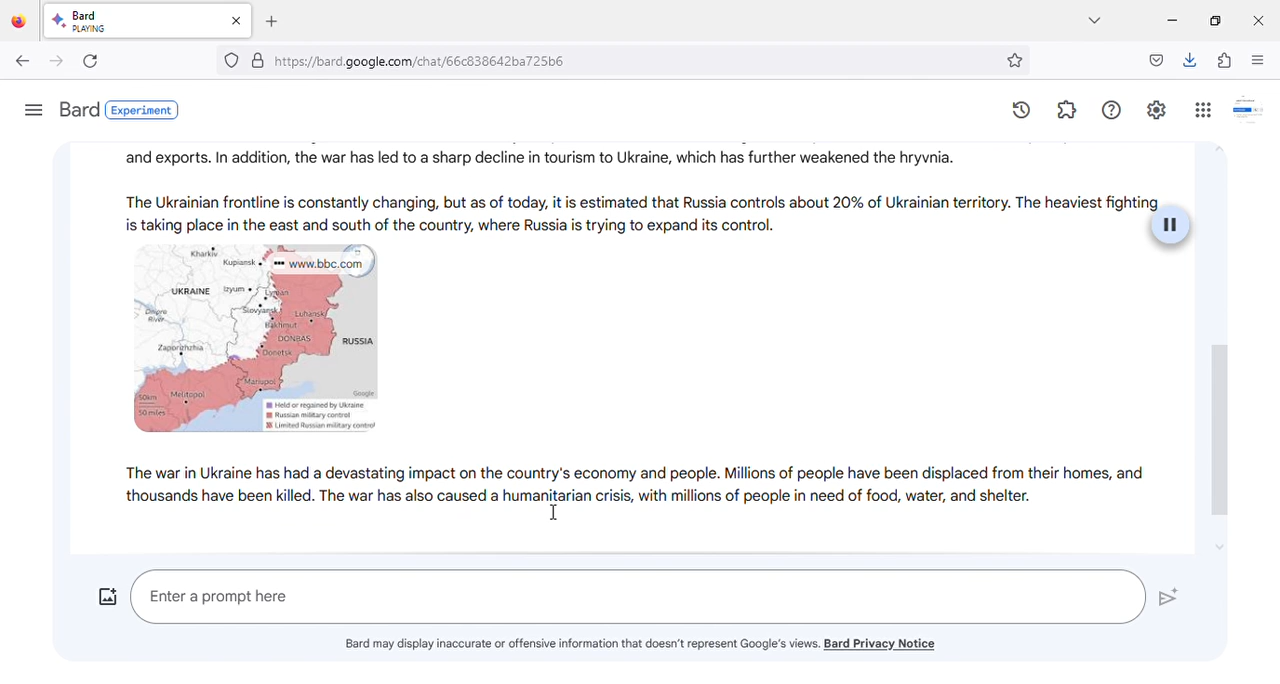 Bard
PLAYING
https://bard.google.com/chat/66c838642ba725b6
Bard Experiment
and exports. In addition, the war has led to a sharp decline in tourism to Ukraine, which has further weakened the hryvnia.
The Ukrainian frontline is constantly changing, but as of today, it is estimated that Russia controls about 20% of Ukrainian territory. The heaviest fighting
is taking place in the east and south of the country, where Russia is trying to expand its control.
Kharkiv
Kupiansk
www.bbc.com
UKRAINE
Izyum
Lyman
Dnipro
River
Slovyansk
Luhansk
Bakhmut
DONBAS
RUSSIA
Zaporizhzhia
Donetsk
Mariupol
Melitopol
50km
50 miles
Google
Held or regained by Ukraine
Russian military control
Limited Russian military control
The war in Ukraine has had a devastating impact on the country's economy and people. Millions of people have been displaced from their homes, and
thousands have been killed. The war has also caused a humanitarian crisis, with millions of people in need of food, water, and shelter.
Enter a prompt here
Bard may display inaccurate or offensive information that doesn't represent Google's views. Bard Privacy Notice